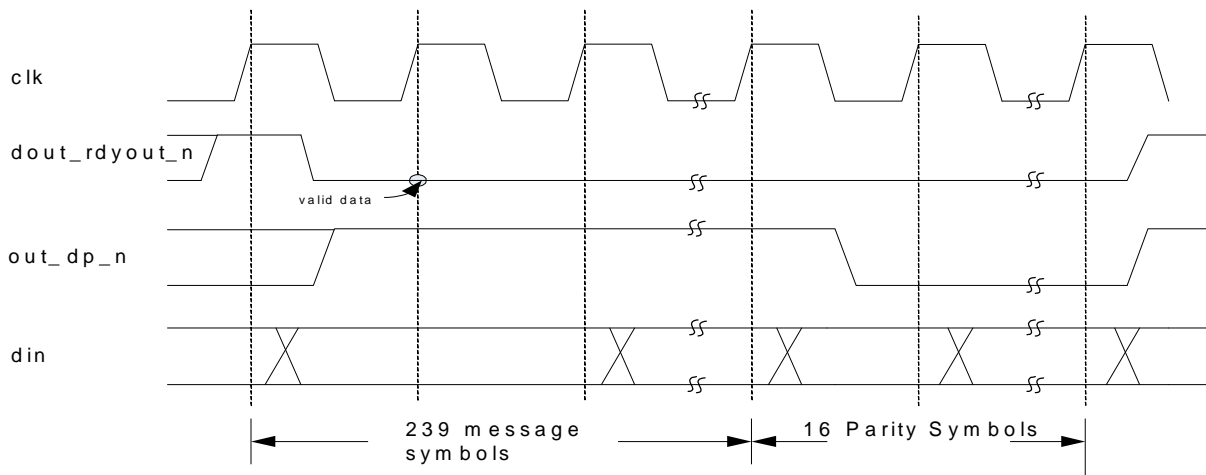 clk
dout_rdyout_n
valid data
out_dp_n
din
239 message
symbols
16 Parity Symbols